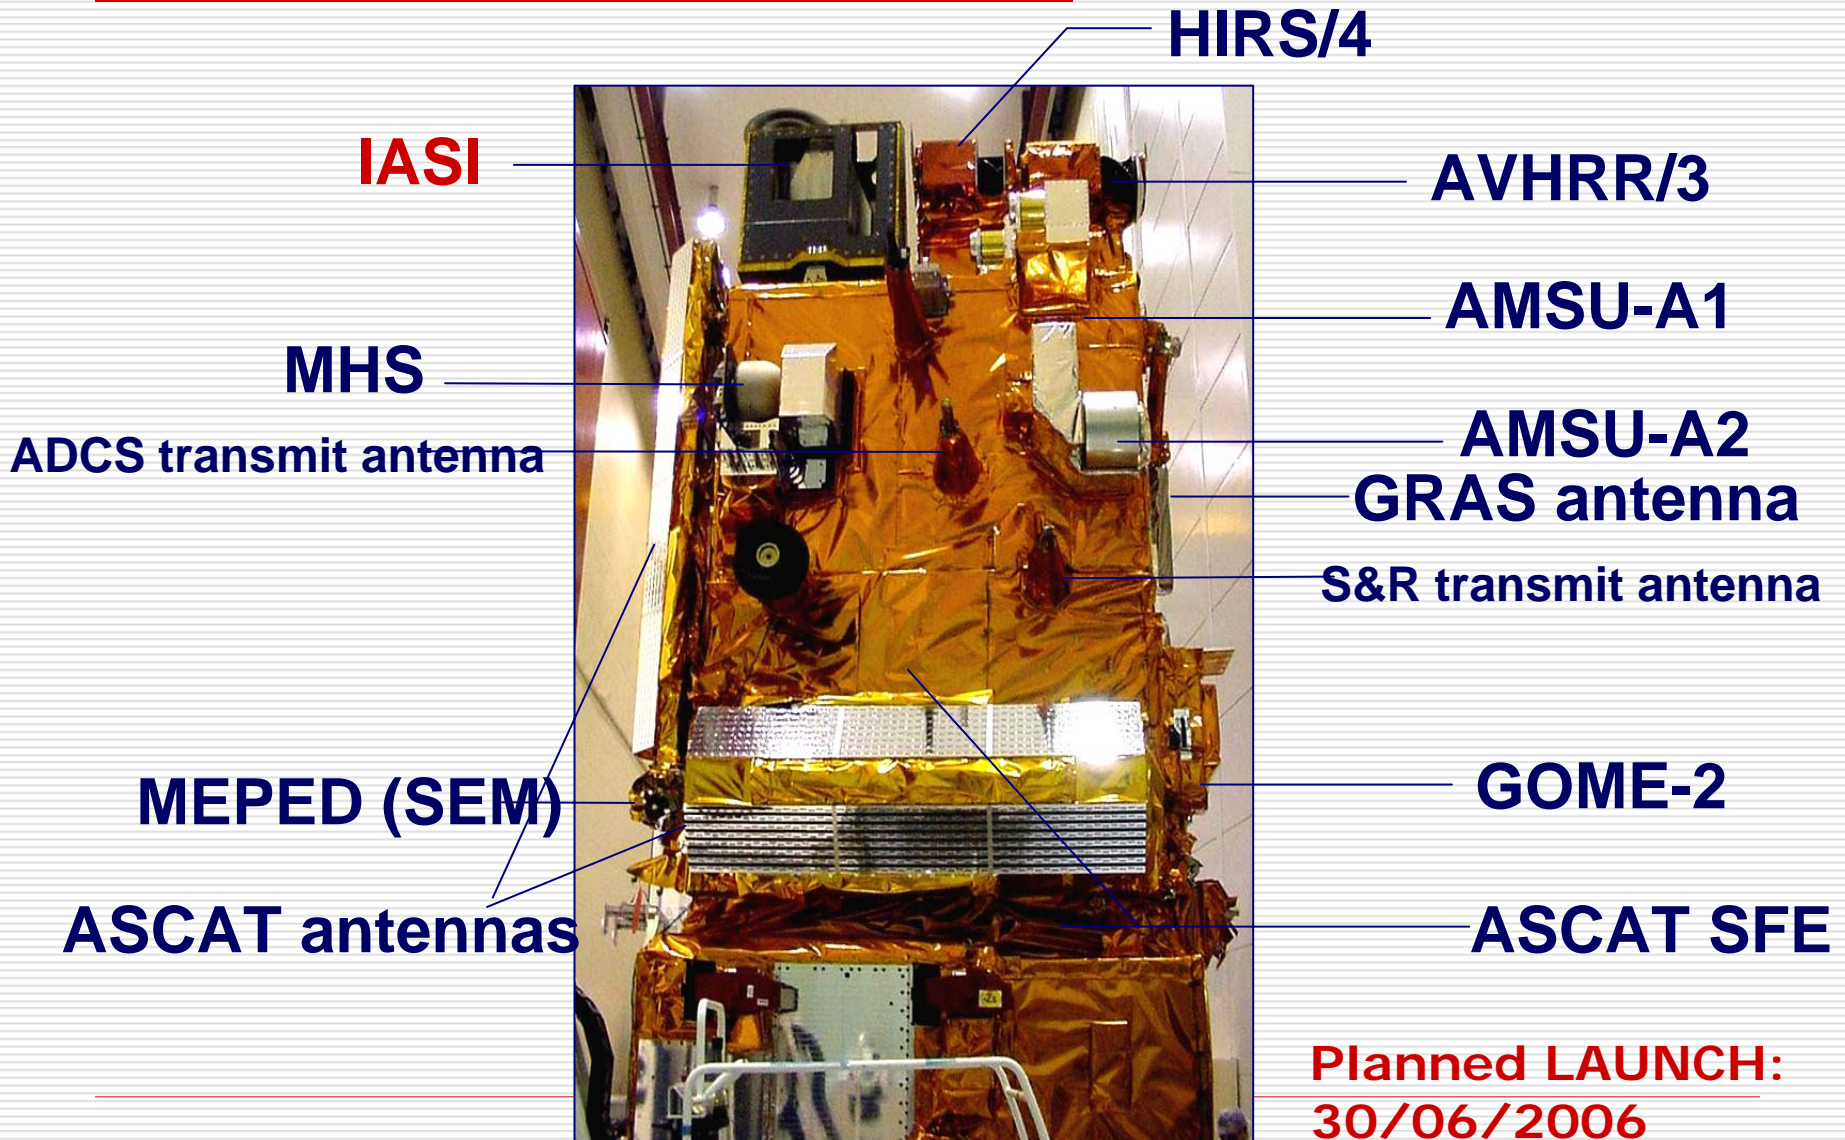 HIRS/4
IASI
AVHRR/3
AMSU-A1
MHS
AMSU-A2
ADCS transmit antenna
GRAS antenna
S&R transmit antenna
MEPED (SEM)
GOME-2
ASCAT antennas
ASCAT SFE
Planned LAUNCH:
30/06/2006